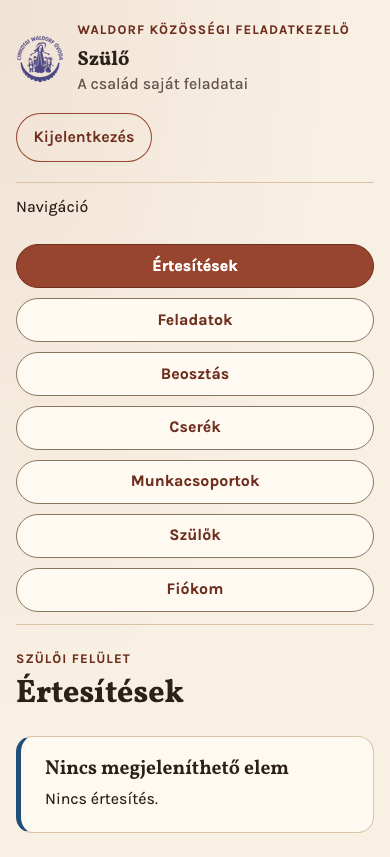 WALDORF KÖZÖSSÉGI FELADATKEZELŐ
Szülő
A család saját feladatai
Kijelentkezés
Navigáció
Értesítések
Feladatok
Beosztás
Cserék
Munkacsoportok
Szülők
Fiókom
SZÜLŐI FELÜLET
Értesítések
Nincs megjeleníthető elem
Nincs értesítés.